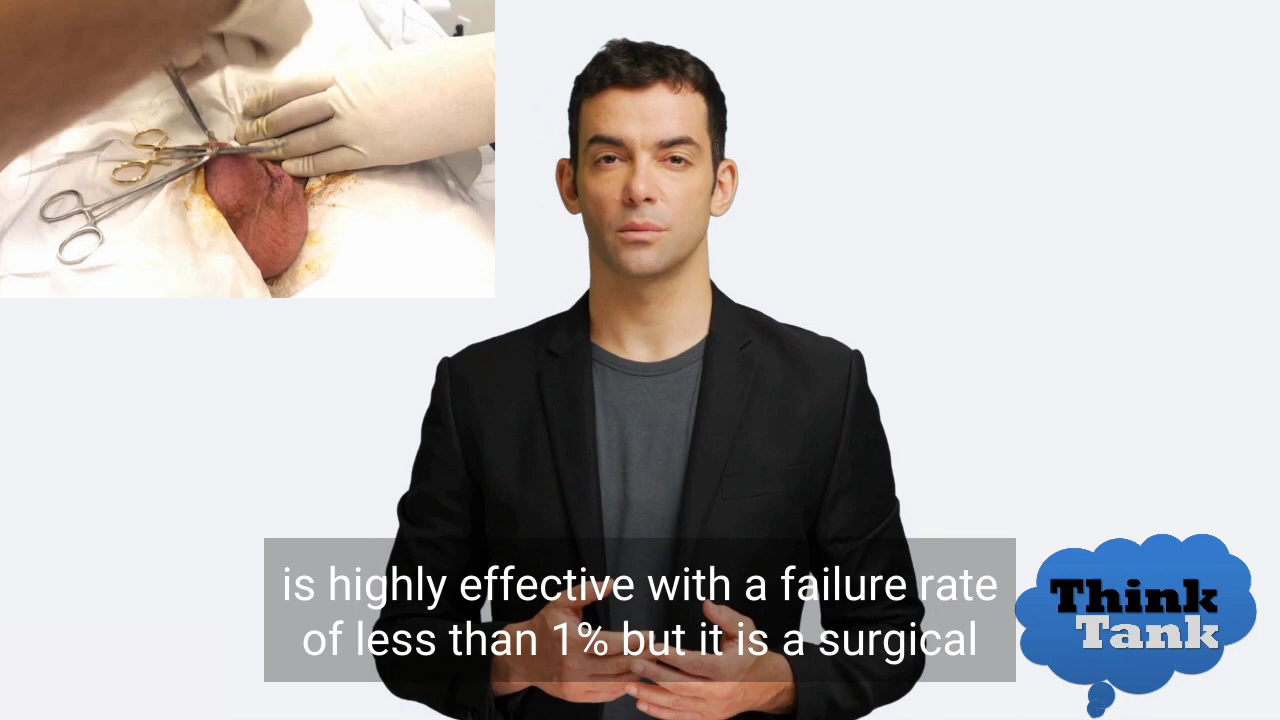 is highly effective with a failure rate
of less than 1% but it is a surgical
Think
Tank